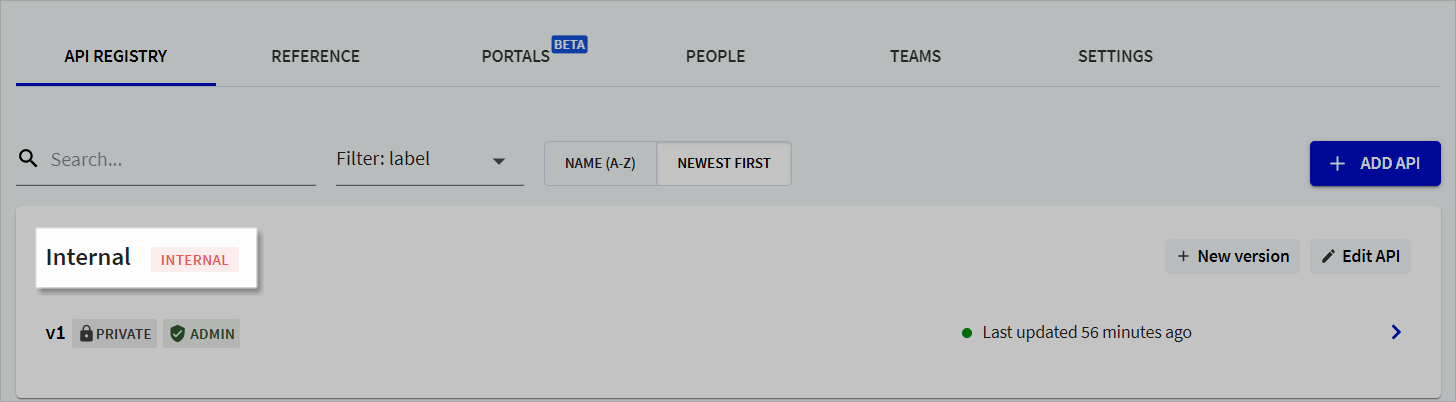 API REGISTRY REFERENCE PORTALS BETA PEOPLE TEAMS SETTINGS
Search... Filter: label NAME (A-Z) NEWEST FIRST + ADD API
Internal INTERNAL + New version Edit API
v1 PRIVATE ADMIN Last updated 56 minutes ago